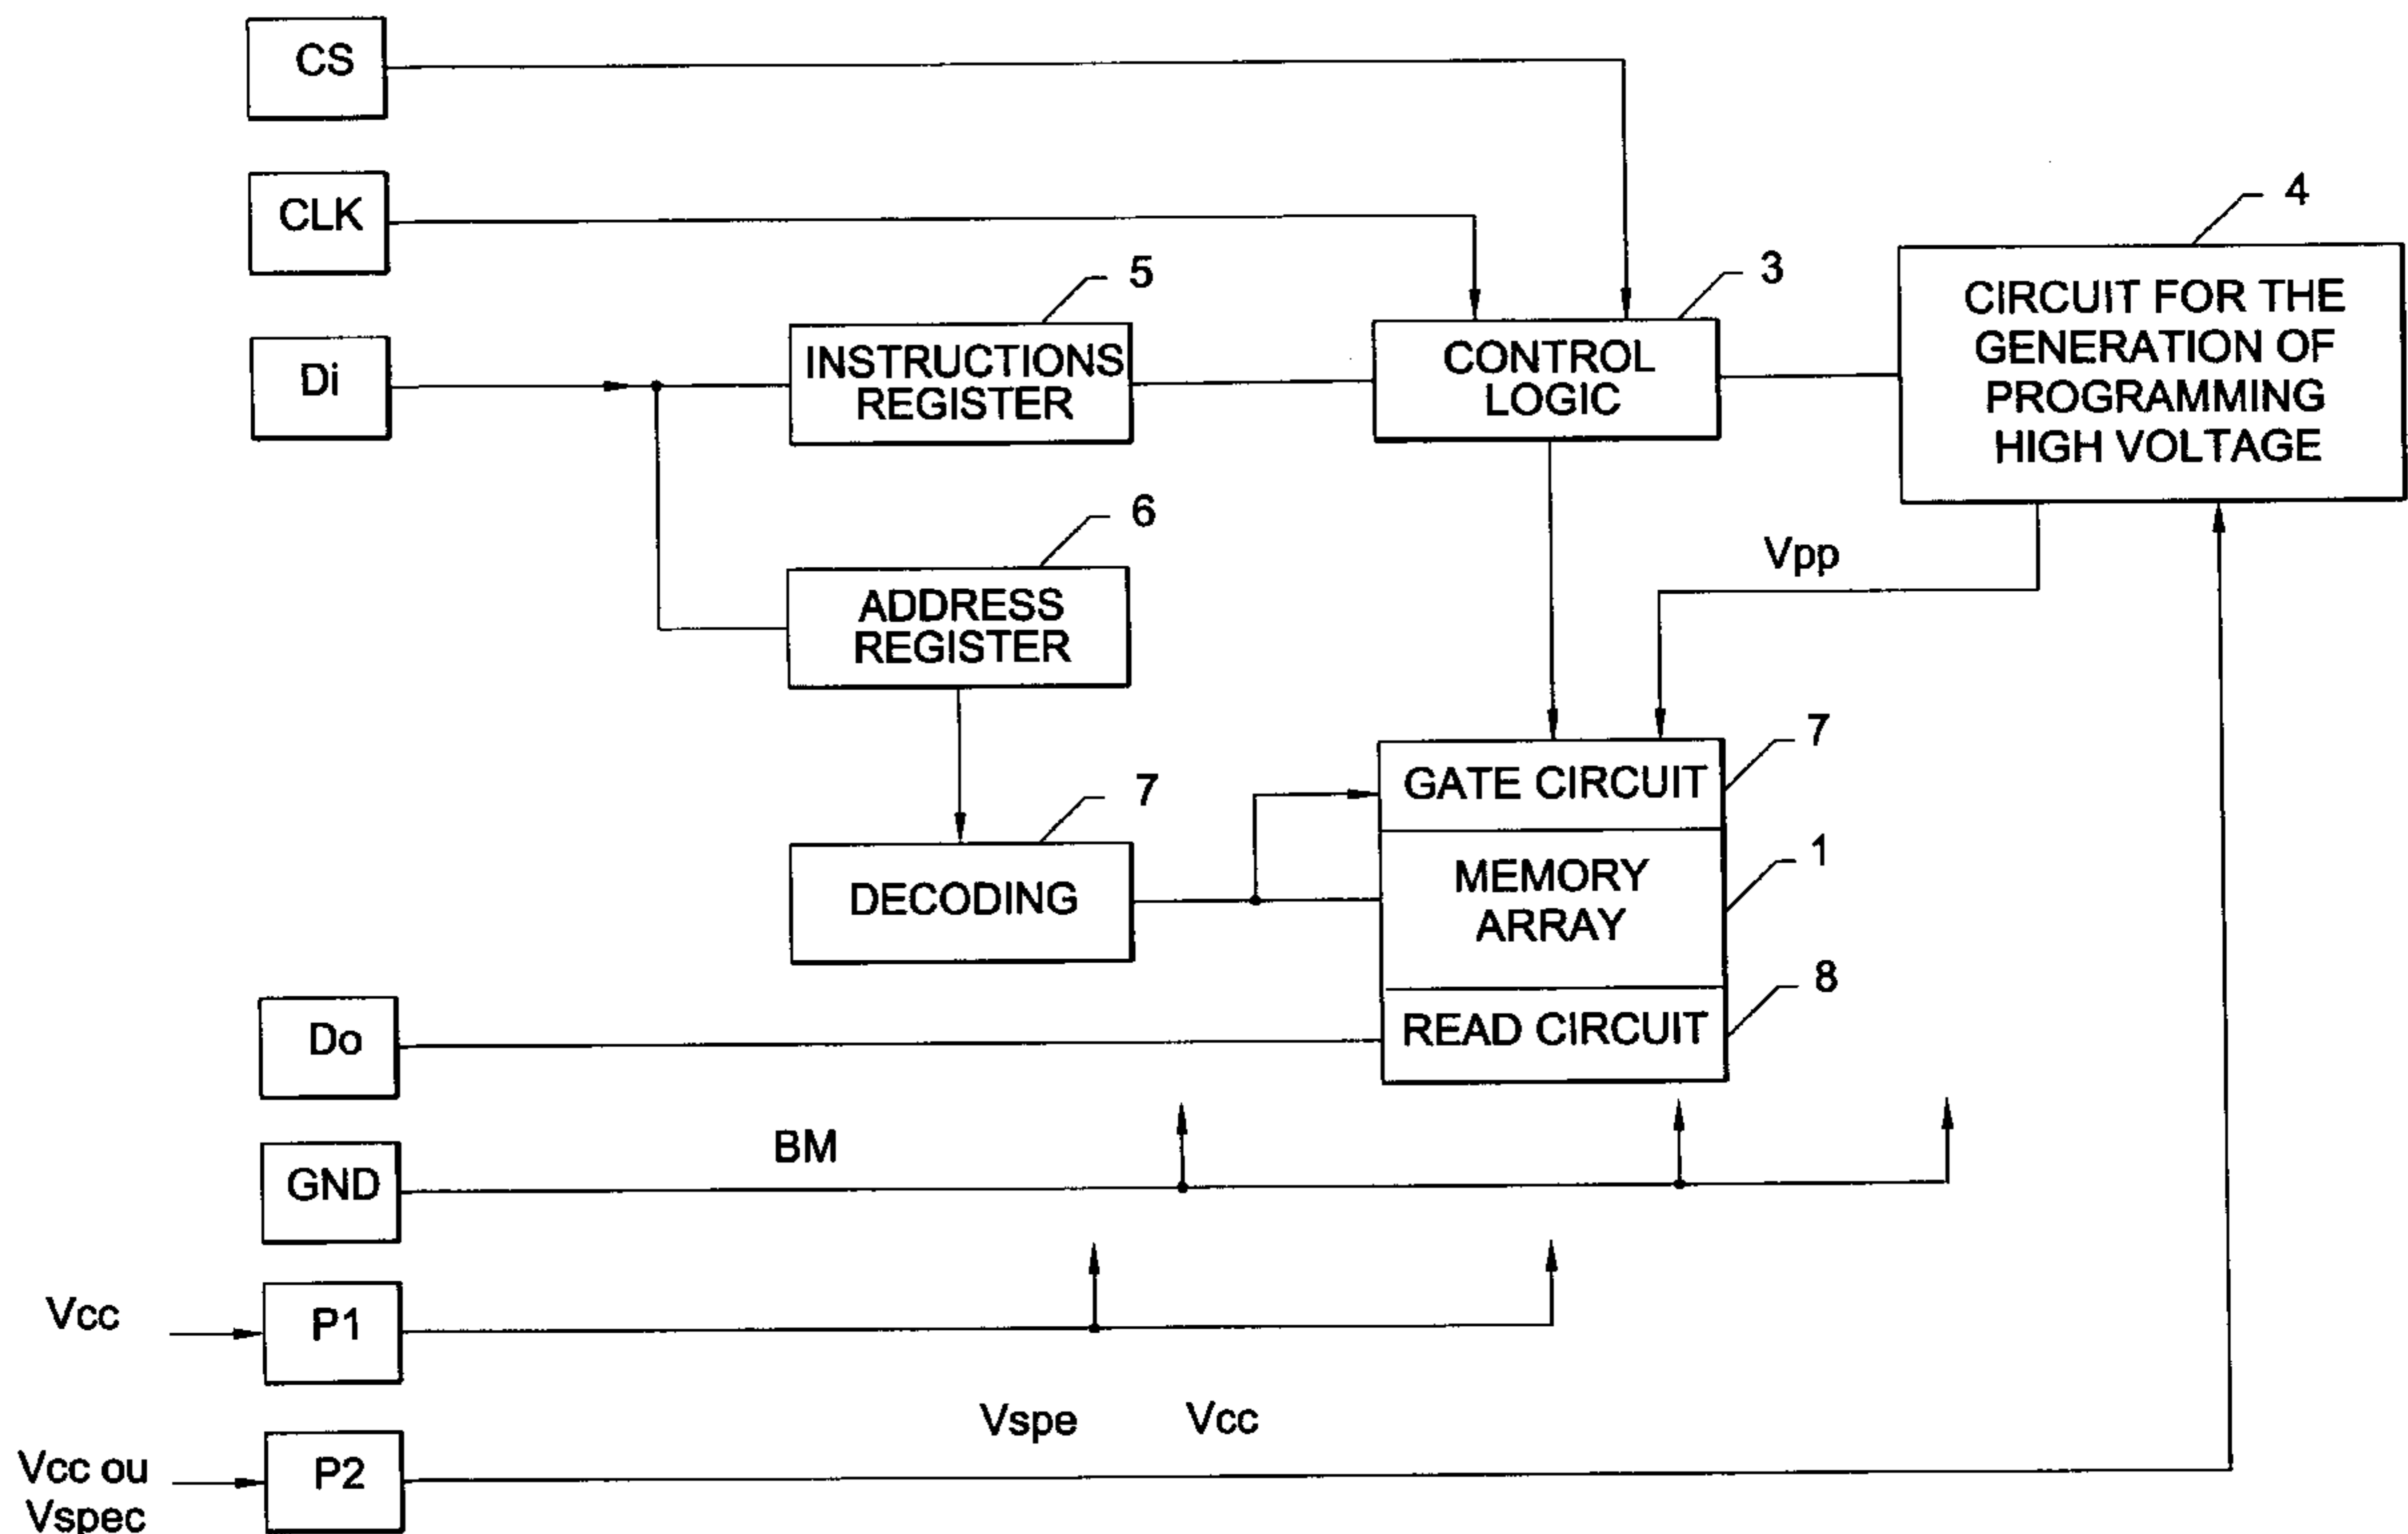 CS
CLK
4
5
3
Di
INSTRUCTIONS
REGISTER
CONTROL
LOGIC
CIRCUIT FOR THE
GENERATION OF
PROGRAMMING
HIGH VOLTAGE
6
Vpp
ADDRESS
REGISTER
7
7
GATE CIRCUIT
DECODING
MEMORY
ARRAY
1
8
Do
READ CIRCUIT
BM
GND
Vcc
P1
Vspe
Vcc
Vcc ou
Vspec
P2